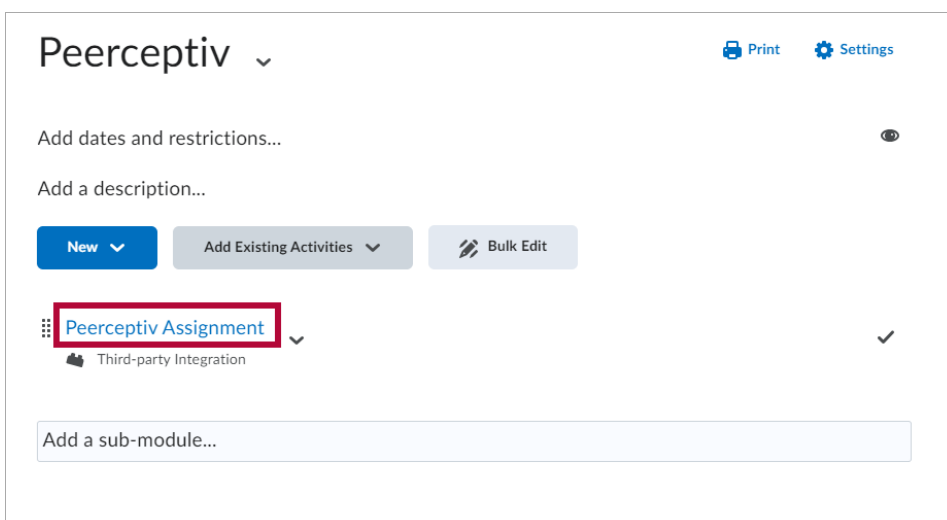 Peerceptiv
Print
Settings
Add dates and restrictions...
Add a description...
New
Add Existing Activities
Bulk Edit
Peerceptiv Assignment
Third-party Integration
Add a sub-module...